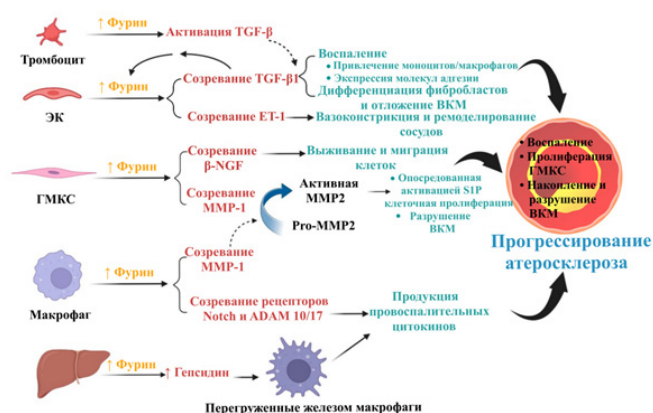 ↑ Фурин
Активация TGF-β
Тромбоцит
Воспаление
• Привлечение моноцитов/макрофагов
• Экспрессия молекул адгезии
↑ Фурин
Созревание TGF-β1
Дифференциация фибробластов
и отложение ВКМ
ЭК
Созревание ET-1
Вазоконстрикция и ремоделирование
сосудов
• Воспаление
• Пролиферация
ГМКС
• Накопление и
разрушение
ВКМ
Прогрессирование
атеросклероза
↑ Фурин
Созревание
β-NGF
Выживание и миграция
клеток
ГМКС
Созревание
MMP-1
Активная
MMP2
• Опосредованная
активацией S1P
клеточная пролиферация
• Разрушение
ВКМ
Pro-MMP2
↑ Фурин
Созревание
MMP-1
Макрофаг
Созревание рецепторов
Notch и ADAM 10/17
Продукция
провоспалительных
цитокинов
↑ Фурин
↑ Гепсидин
Перегруженные железом макрофаги